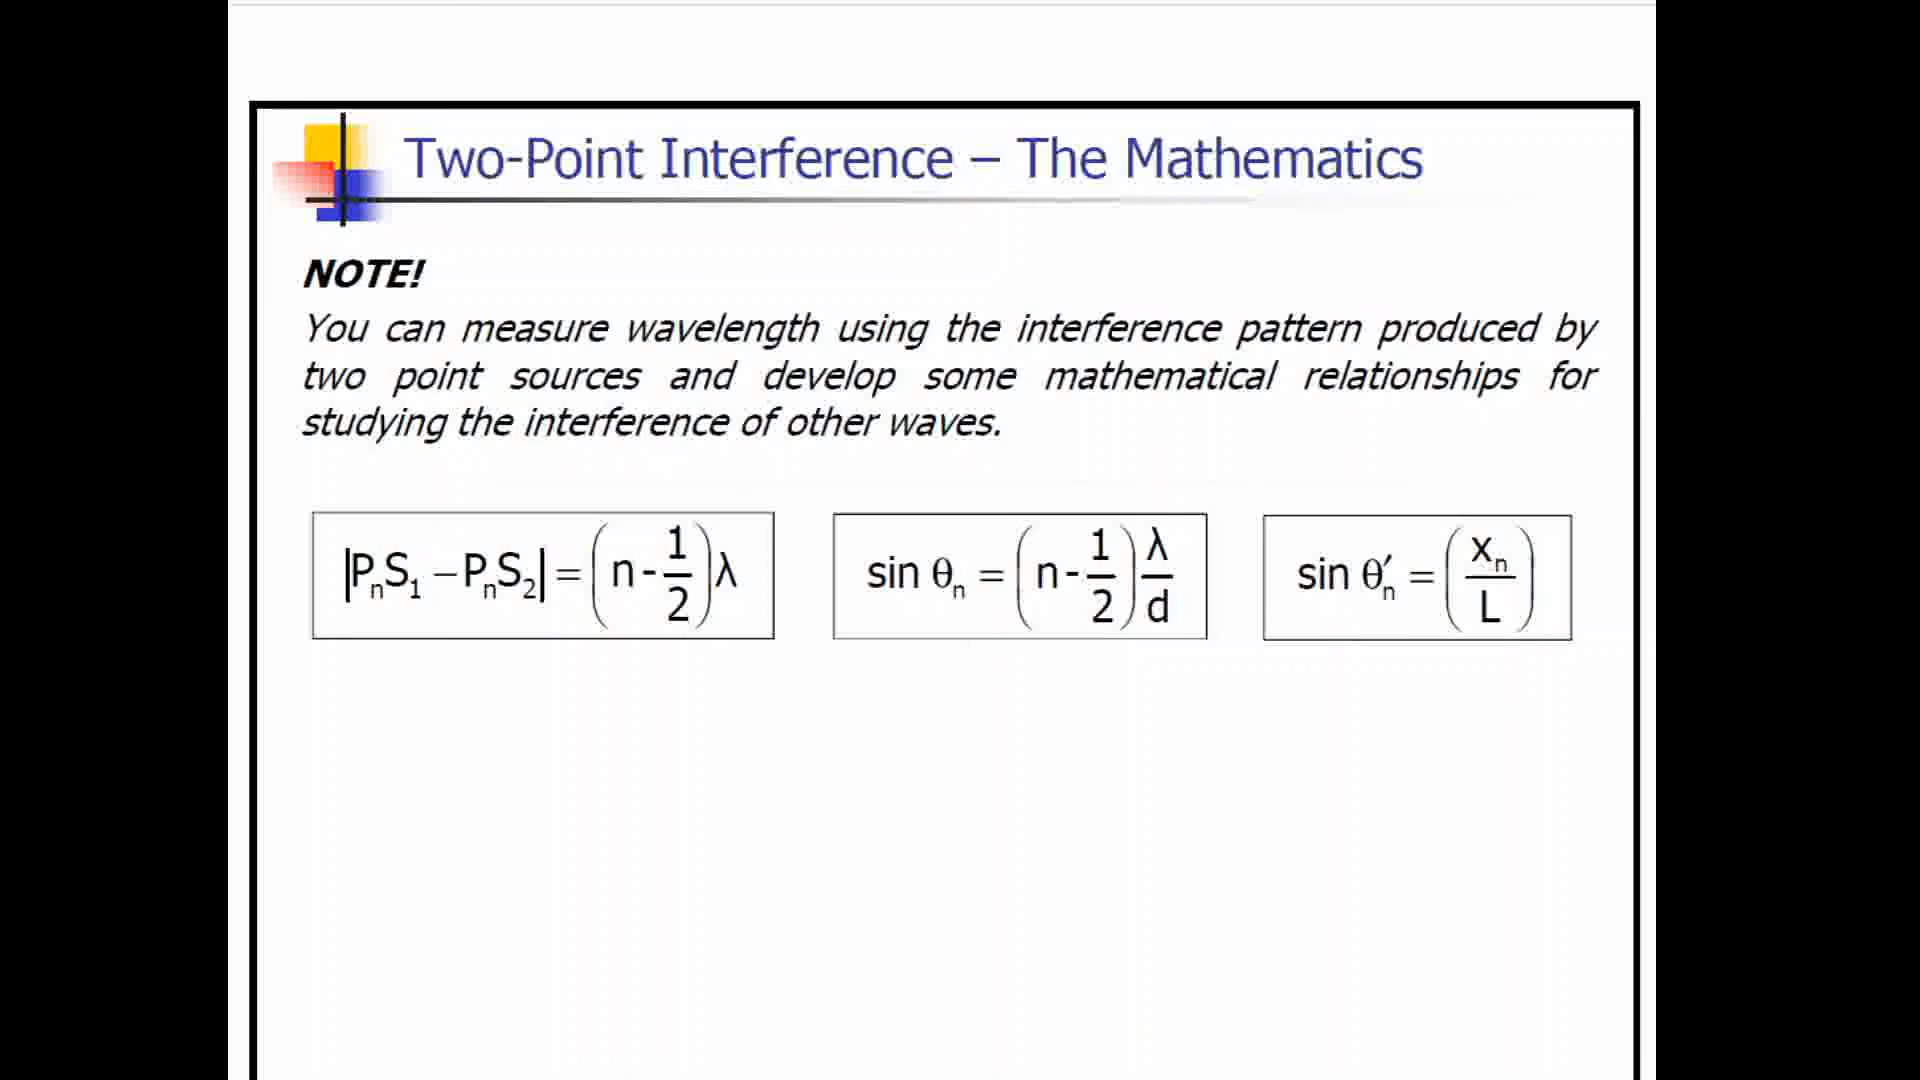 Two-Point Interference – The Mathematics
NOTE!
You can measure wavelength using the interference pattern produced by
two point sources and develop some mathematical relationships for
studying the interference of other waves.
|PₙS₁ − PₙS₂| = (n - 1/2) λ
sin θₙ = (n - 1/2) λ/d
sin θ′ₙ = (xₙ/L)